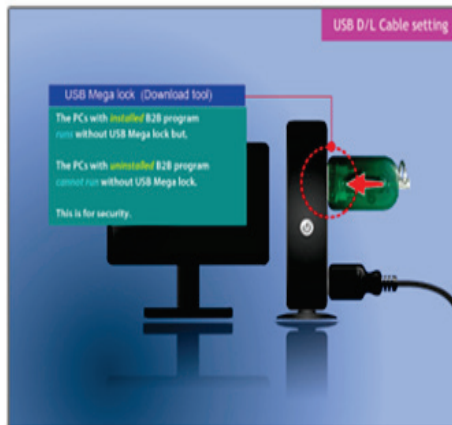 USB D/L Cable setting
USB Mega lock (Download tool)
The PCs with installed B2B program
runs without USB Mega lock but,
The PCs with uninstalled B2B program
cannot run without USB Mega lock.
This is for security.